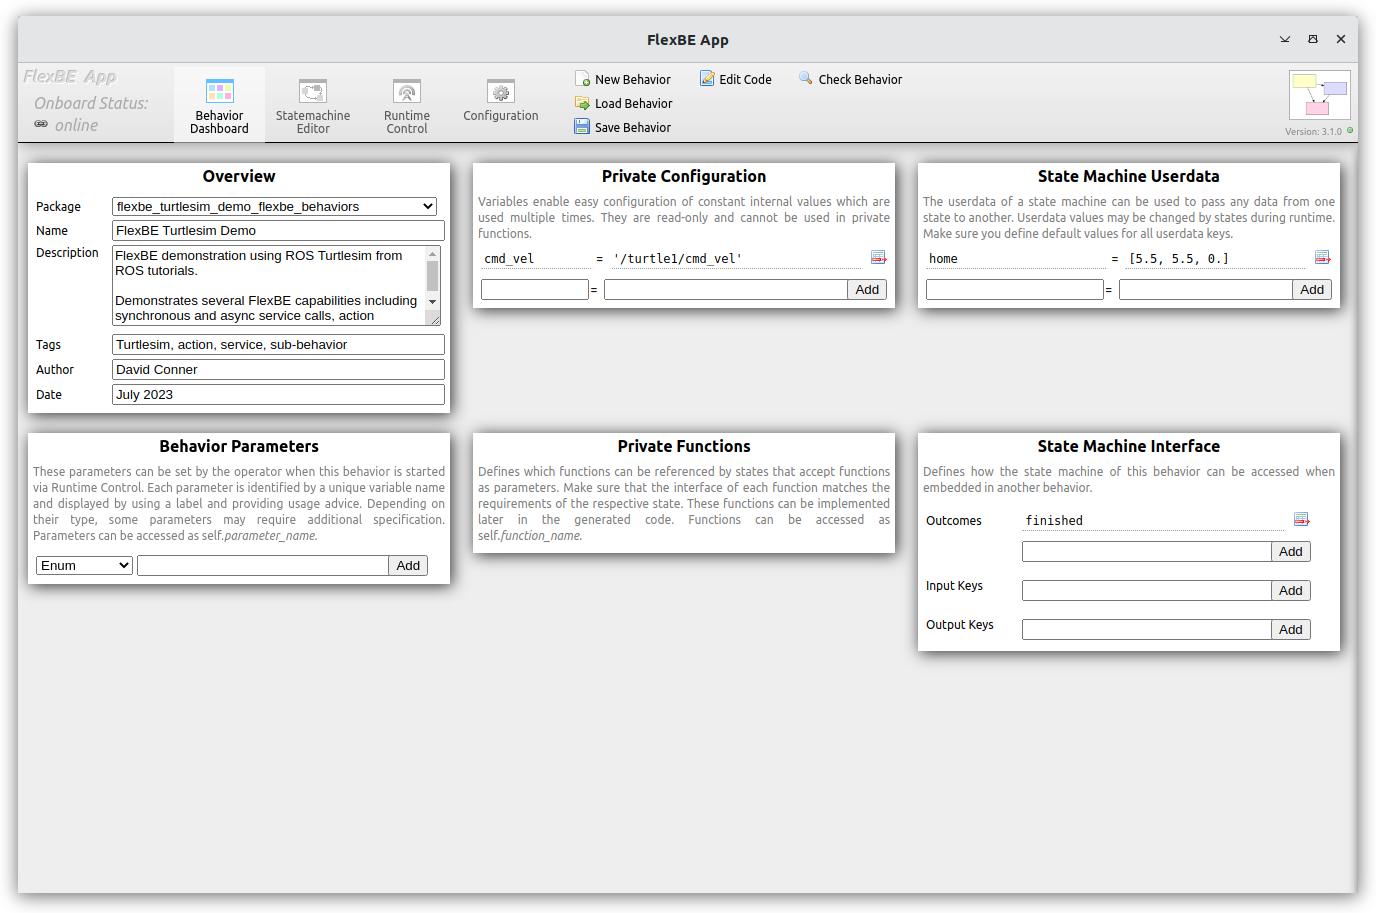 FlexBE App
FlexBE App
Onboard Status:
online
Behavior
Dashboard
Statemachine
Editor
Runtime
Control
Configuration
New Behavior
Load Behavior
Save Behavior
Edit Code
Check Behavior
Version: 3.1.0
Overview
Package flexbe_turtlesim_demo_flexbe_behaviors
Name FlexBE Turtlesim Demo
Description FlexBE demonstration using ROS Turtlesim from
ROS tutorials.
Demonstrates several FlexBE capabilities including
synchronous and async service calls, action
Tags Turtlesim, action, service, sub-behavior
Author David Conner
Date July 2023
Private Configuration
Variables enable easy configuration of constant internal values which are
used multiple times. They are read-only and cannot be used in private
functions.
cmd_vel = '/turtle1/cmd_vel'
= Add
State Machine Userdata
The userdata of a state machine can be used to pass any data from one
state to another. Userdata values may be changed by states during runtime.
Make sure you define default values for all userdata keys.
home = [5.5, 5.5, 0.]
= Add
Behavior Parameters
These parameters can be set by the operator when this behavior is started
via Runtime Control. Each parameter is identified by a unique variable name
and displayed by using a label and providing usage advice. Depending on
their type, some parameters may require additional specification.
Parameters can be accessed as self.parameter_name.
Enum Add
Private Functions
Defines which functions can be referenced by states that accept functions
as parameters. Make sure that the interface of each function matches the
requirements of the respective state. These functions can be implemented
later in the generated code. Functions can be accessed as
self.function_name.
State Machine Interface
Defines how the state machine of this behavior can be accessed when
embedded in another behavior.
Outcomes finished
Add
Input Keys Add
Output Keys Add